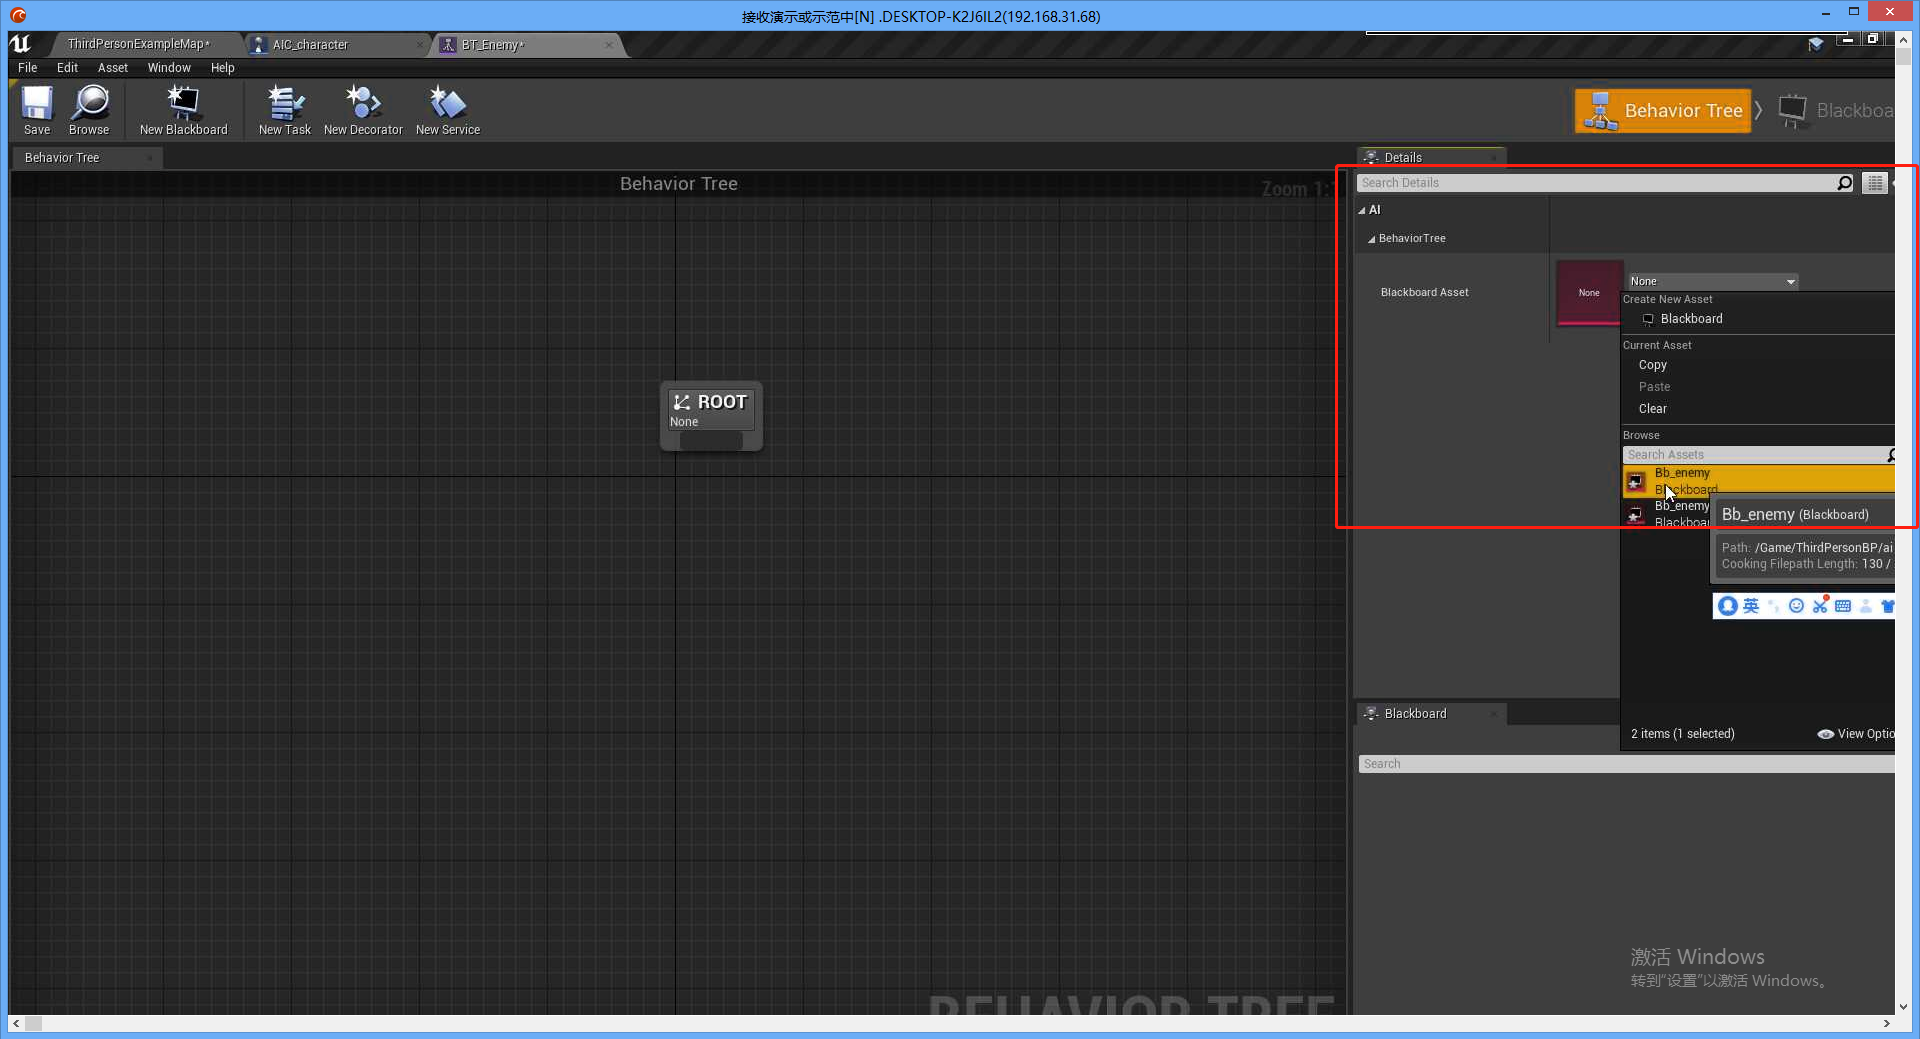 接收演示或示范中[N] .DESKTOP-K2J6IL2(192.168.31.68)
ThirdPersonExampleMap*
AIC_character
BT_Enemy*
File Edit Asset Window Help
Save Browse New Blackboard New Task New Decorator New Service
Behavior Tree
Blackboa
Behavior Tree
Details
Behavior Tree
Zoom 1:
Search Details
AI
BehaviorTree
Blackboard Asset
None
None
Create New Asset
Blackboard
Current Asset
Copy
Paste
Clear
Browse
Search Assets
Bb_enemy
Blackboard
Bb_enemy
Blackboar
Bb_enemy (Blackboard)
Path: /Game/ThirdPersonBP/ai
Cooking Filepath Length: 130 /
英
ROOT
None
2 items (1 selected)
View Optio
Blackboard
Search
激活 Windows
转到"设置"以激活 Windows。
BEHAVIOR TREE